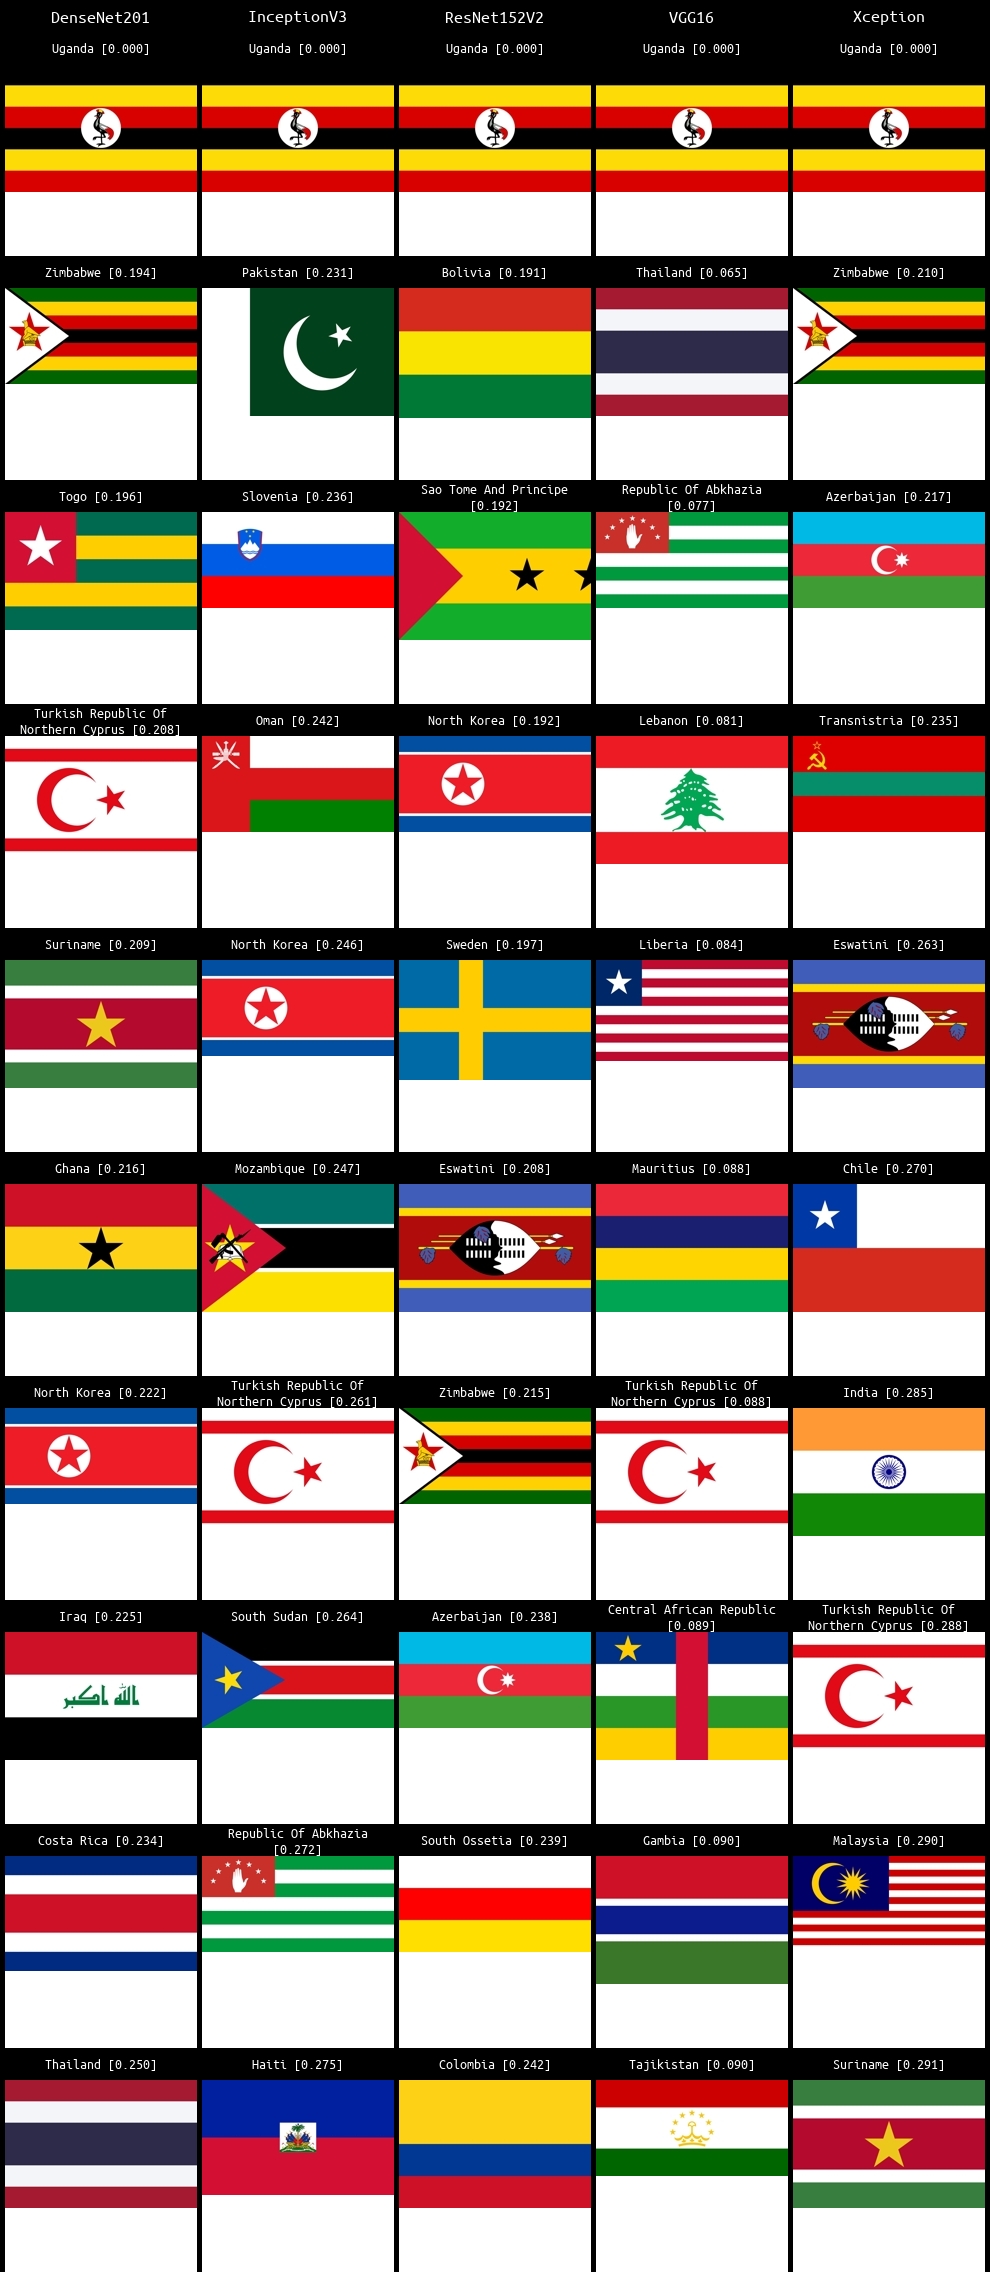 DenseNet201 InceptionV3 ResNet152V2 VGG16 Xception
Uganda [0.000] Uganda [0.000] Uganda [0.000] Uganda [0.000] Uganda [0.000]
Zimbabwe [0.194] Pakistan [0.231] Bolivia [0.191] Thailand [0.065] Zimbabwe [0.210]
Togo [0.196] Slovenia [0.236] Sao Tome And Principe
[0.192] Republic Of Abkhazia
[0.077] Azerbaijan [0.217]
Turkish Republic Of
Northern Cyprus [0.208] Oman [0.242] North Korea [0.192] Lebanon [0.081] Transnistria [0.235]
Suriname [0.209] North Korea [0.246] Sweden [0.197] Liberia [0.084] Eswatini [0.263]
Ghana [0.216] Mozambique [0.247] Eswatini [0.208] Mauritius [0.088] Chile [0.270]
North Korea [0.222] Turkish Republic Of
Northern Cyprus [0.261] Zimbabwe [0.215] Turkish Republic Of
Northern Cyprus [0.088] India [0.285]
Iraq [0.225] South Sudan [0.264] Azerbaijan [0.238] Central African Republic
[0.089] Turkish Republic Of
Northern Cyprus [0.288]
الله اكبر
Costa Rica [0.234] Republic Of Abkhazia
[0.272] South Ossetia [0.239] Gambia [0.090] Malaysia [0.290]
Thailand [0.250] Haiti [0.275] Colombia [0.242] Tajikistan [0.090] Suriname [0.291]